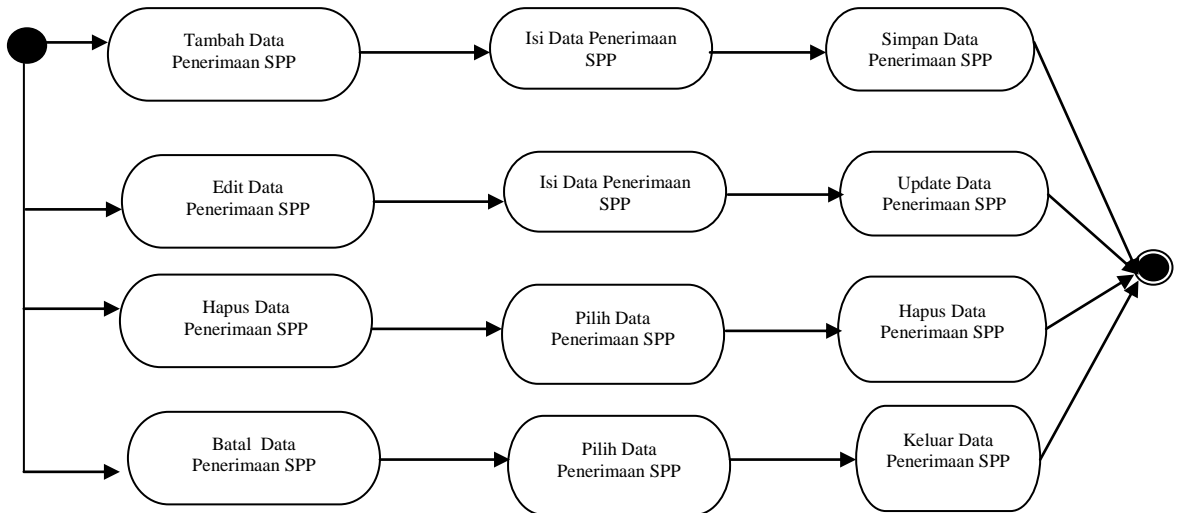 Tambah Data
Penerimaan SPP
Isi Data Penerimaan
SPP
Simpan Data
Penerimaan SPP
Edit Data
Penerimaan SPP
Isi Data Penerimaan
SPP
Update Data
Penerimaan SPP
Hapus Data
Penerimaan SPP
Pilih Data
Penerimaan SPP
Hapus Data
Penerimaan SPP
Batal  Data
Penerimaan SPP
Pilih Data
Penerimaan SPP
Keluar Data
Penerimaan SPP